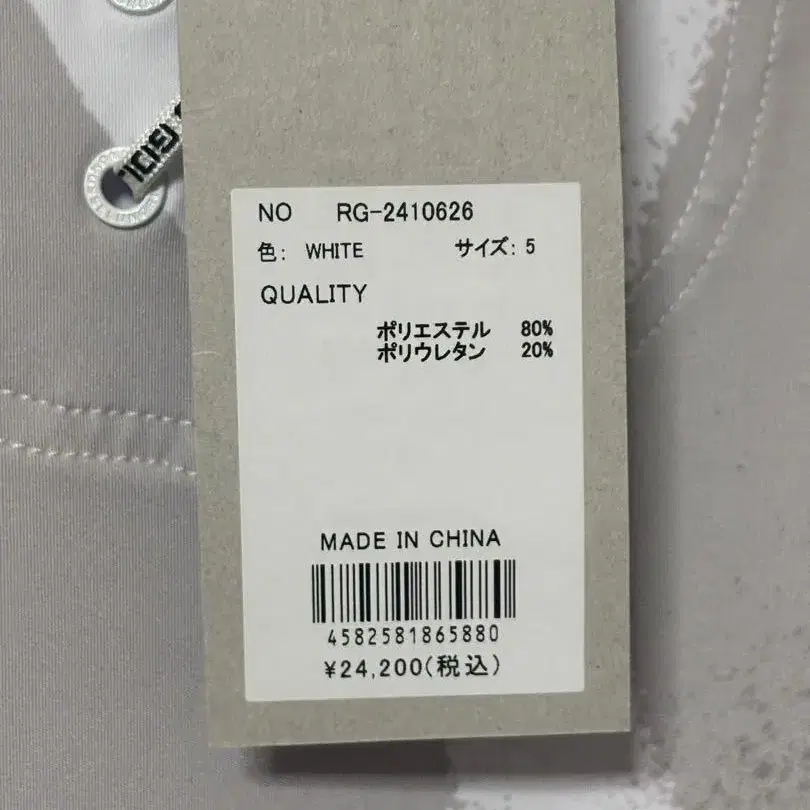 NO RG-2410626
色: WHITE サイズ: 5
QUALITY
ポリエステル 80%
ポリウレタン 20%
MADE IN CHINA
4582581865880
¥24,200(税込)